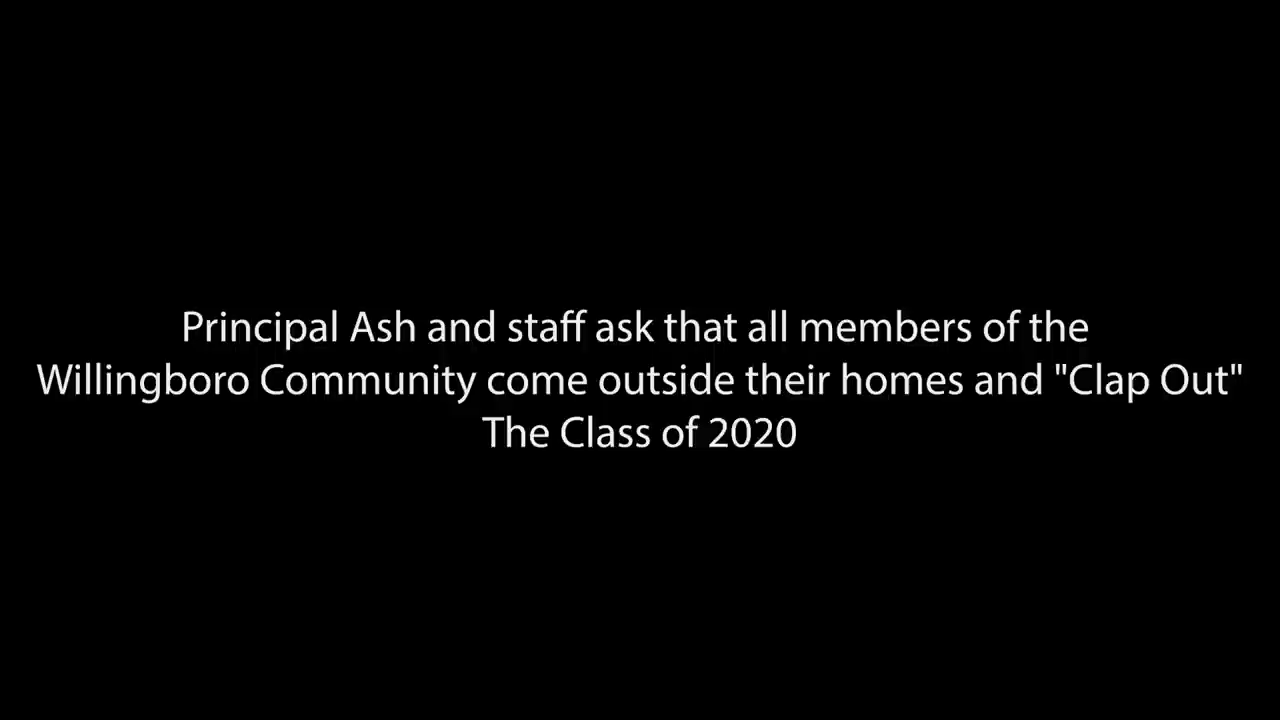 Principal Ash and staff ask that all members of the
Willingboro Community come outside their homes and "Clap Out"
The Class of 2020